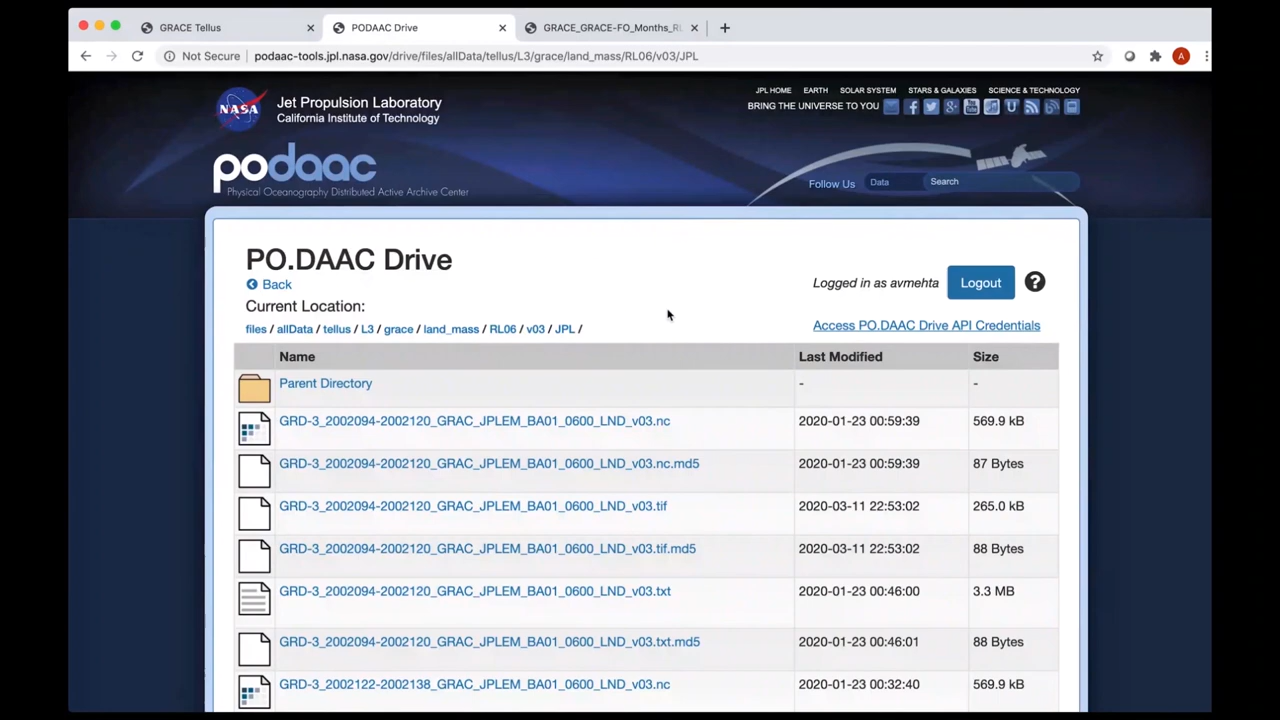 GRACE Tellus
PODAAC Drive
GRACE_GRACE-FO_Months_RL
Not Secure
podaac-tools.jpl.nasa.gov/drive/files/allData/tellus/L3/grace/land_mass/RL06/v03/JPL
A
NASA
Jet Propulsion Laboratory
California Institute of Technology
JPL HOME EARTH SOLAR SYSTEM STARS & GALAXIES SCIENCE & TECHNOLOGY
BRING THE UNIVERSE TO YOU
podaac
Physical Oceanography Distributed Active Archive Center
Follow Us Data Search
PO.DAAC Drive
Back
Logged in as avmehta Logout ?
Current Location:
files / allData / tellus / L3 / grace / land_mass / RL06 / v03 / JPL /
Access PO.DAAC Drive API Credentials
Name Last Modified Size
Parent Directory - -
GRD-3_2002094-2002120_GRAC_JPLEM_BA01_0600_LND_v03.nc 2020-01-23 00:59:39 569.9 kB
GRD-3_2002094-2002120_GRAC_JPLEM_BA01_0600_LND_v03.nc.md5 2020-01-23 00:59:39 87 Bytes
GRD-3_2002094-2002120_GRAC_JPLEM_BA01_0600_LND_v03.tif 2020-03-11 22:53:02 265.0 kB
GRD-3_2002094-2002120_GRAC_JPLEM_BA01_0600_LND_v03.tif.md5 2020-03-11 22:53:02 88 Bytes
GRD-3_2002094-2002120_GRAC_JPLEM_BA01_0600_LND_v03.txt 2020-01-23 00:46:00 3.3 MB
GRD-3_2002094-2002120_GRAC_JPLEM_BA01_0600_LND_v03.txt.md5 2020-01-23 00:46:01 88 Bytes
GRD-3_2002122-2002138_GRAC_JPLEM_BA01_0600_LND_v03.nc 2020-01-23 00:32:40 569.9 kB